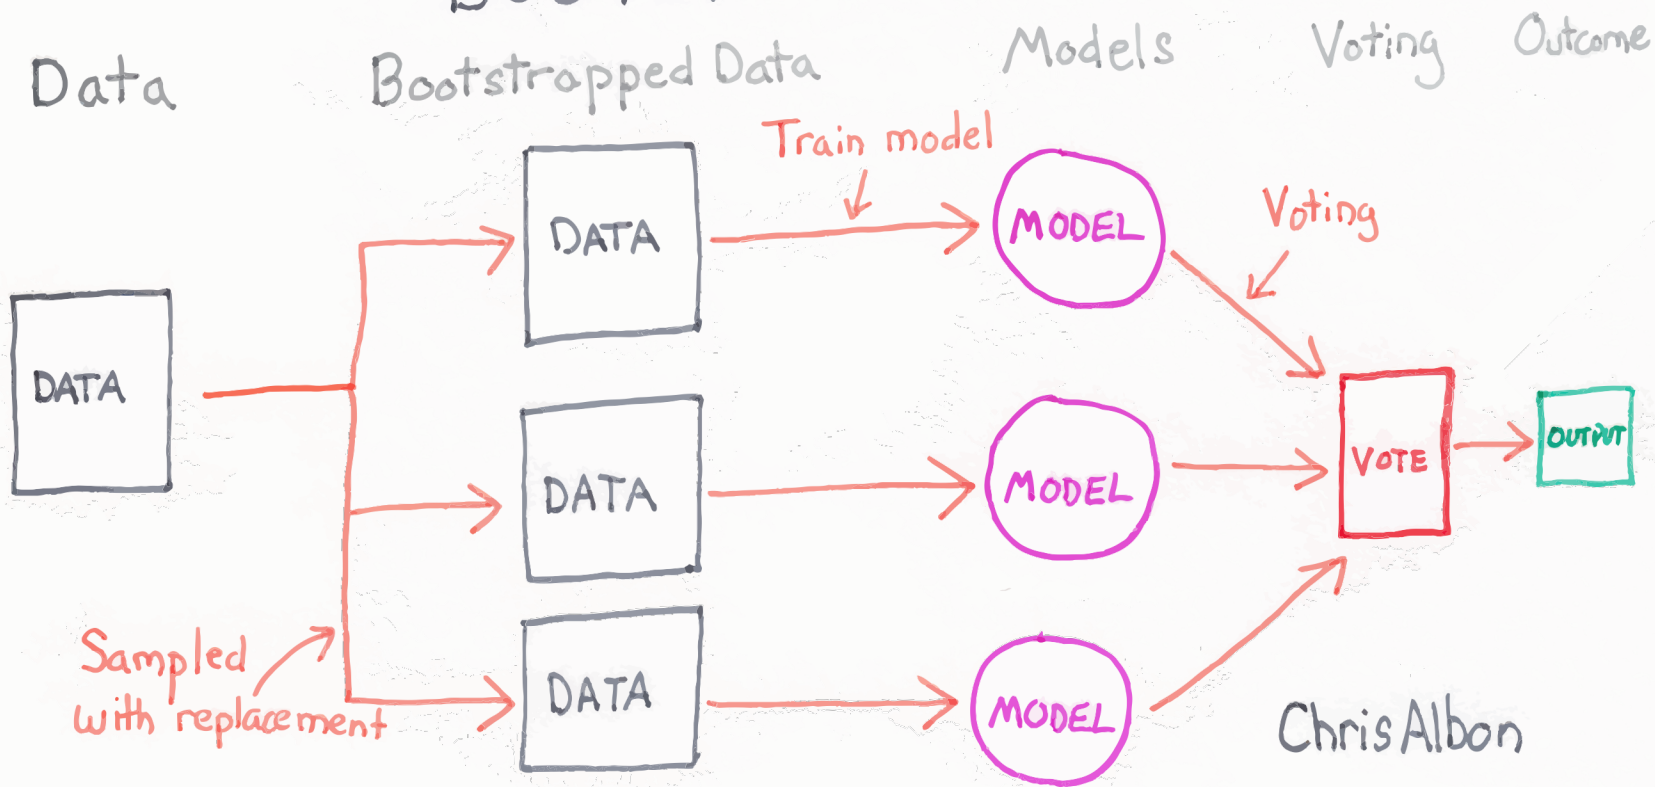 Data
Bootstrapped Data
Models
Voting
Outcome
Train model
Voting
DATA
DATA
DATA
DATA
MODEL
MODEL
MODEL
VOTE
OUTPUT
Sampled
with replacement
Chris Albon